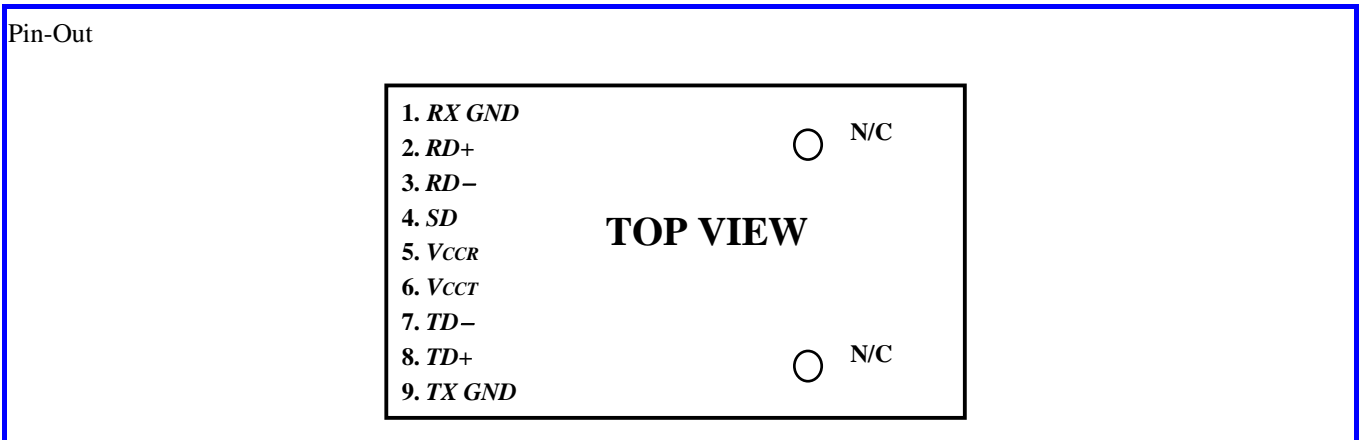 Pin-Out
1. RX GND
N/C
2. RD+
3. RD−
4. SD
TOP VIEW
5. VCCR
6. VCCT
7. TD−
8. TD+
N/C
9. TX GND